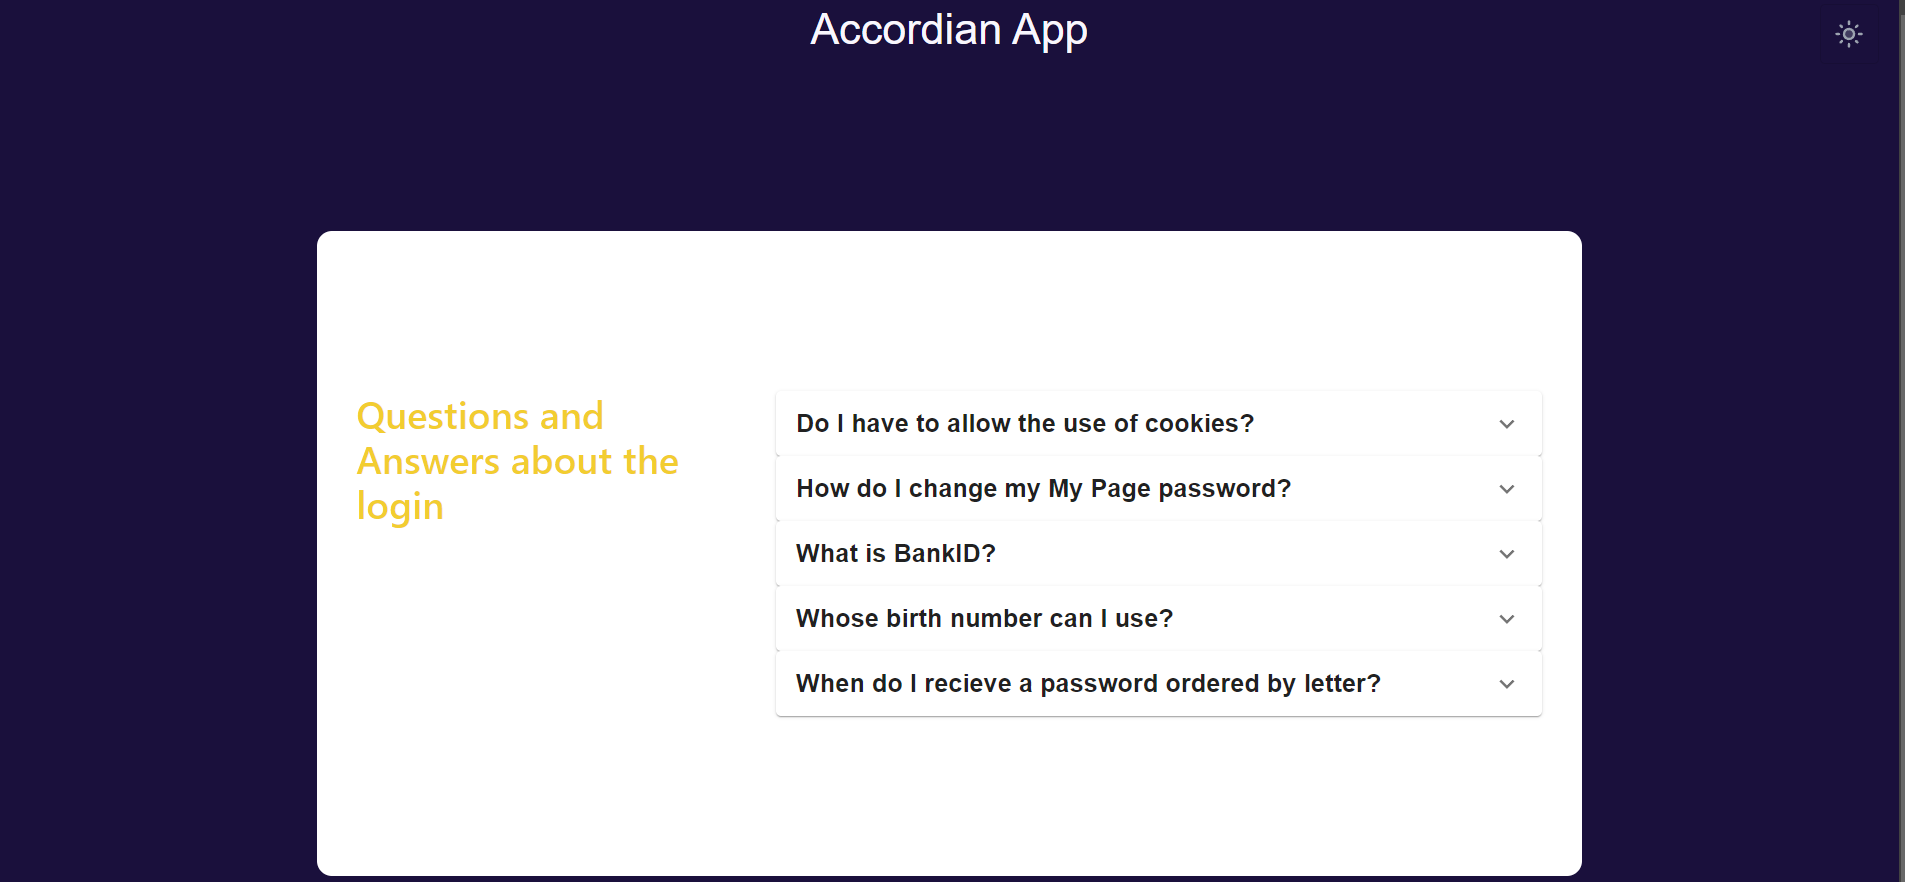 Accordian App
Questions and
Answers about the
login
Do I have to allow the use of cookies?
How do I change my My Page password?
What is BankID?
Whose birth number can I use?
When do I recieve a password ordered by letter?